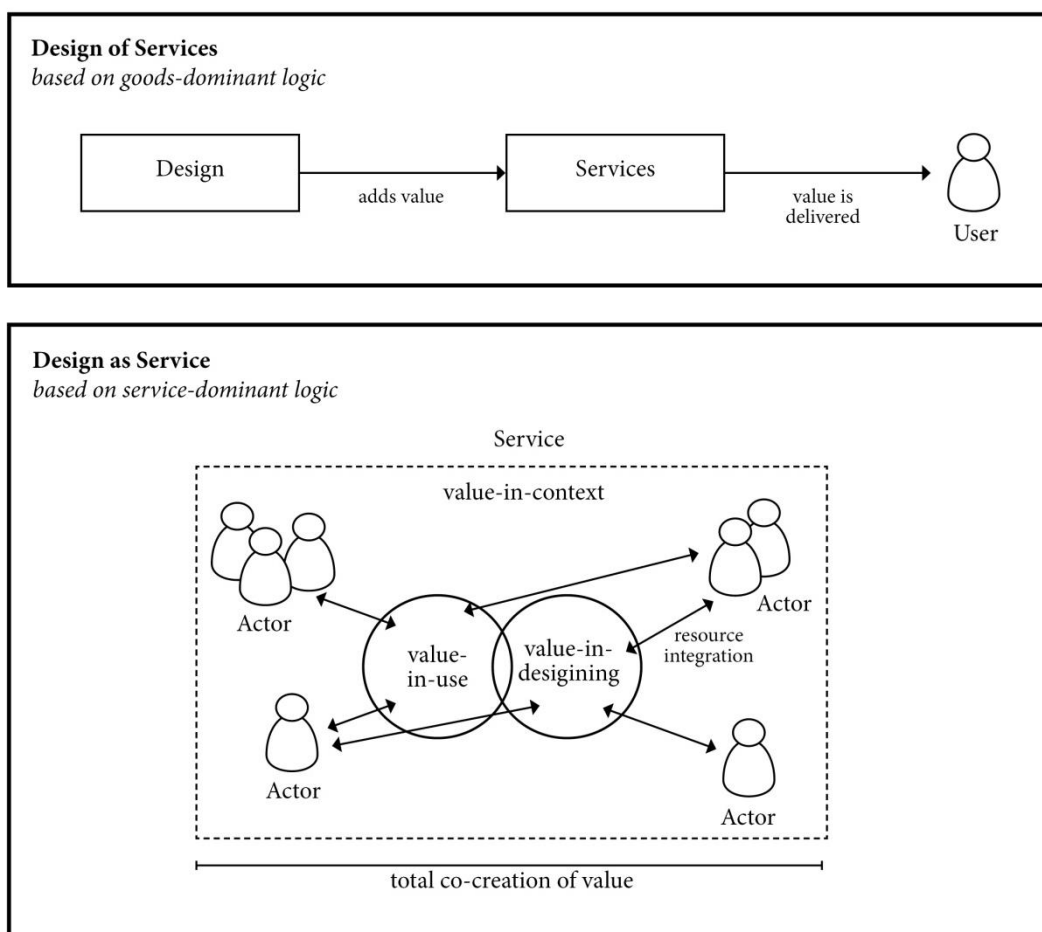 Design of Services
based on goods-dominant logic
Design
adds value
Services
value is
delivered
User
Design as Service
based on service-dominant logic
Service
value-in-context
Actor
Actor
value-
in-use
value-in-
desigining
resource
integration
Actor
Actor
total co-creation of value